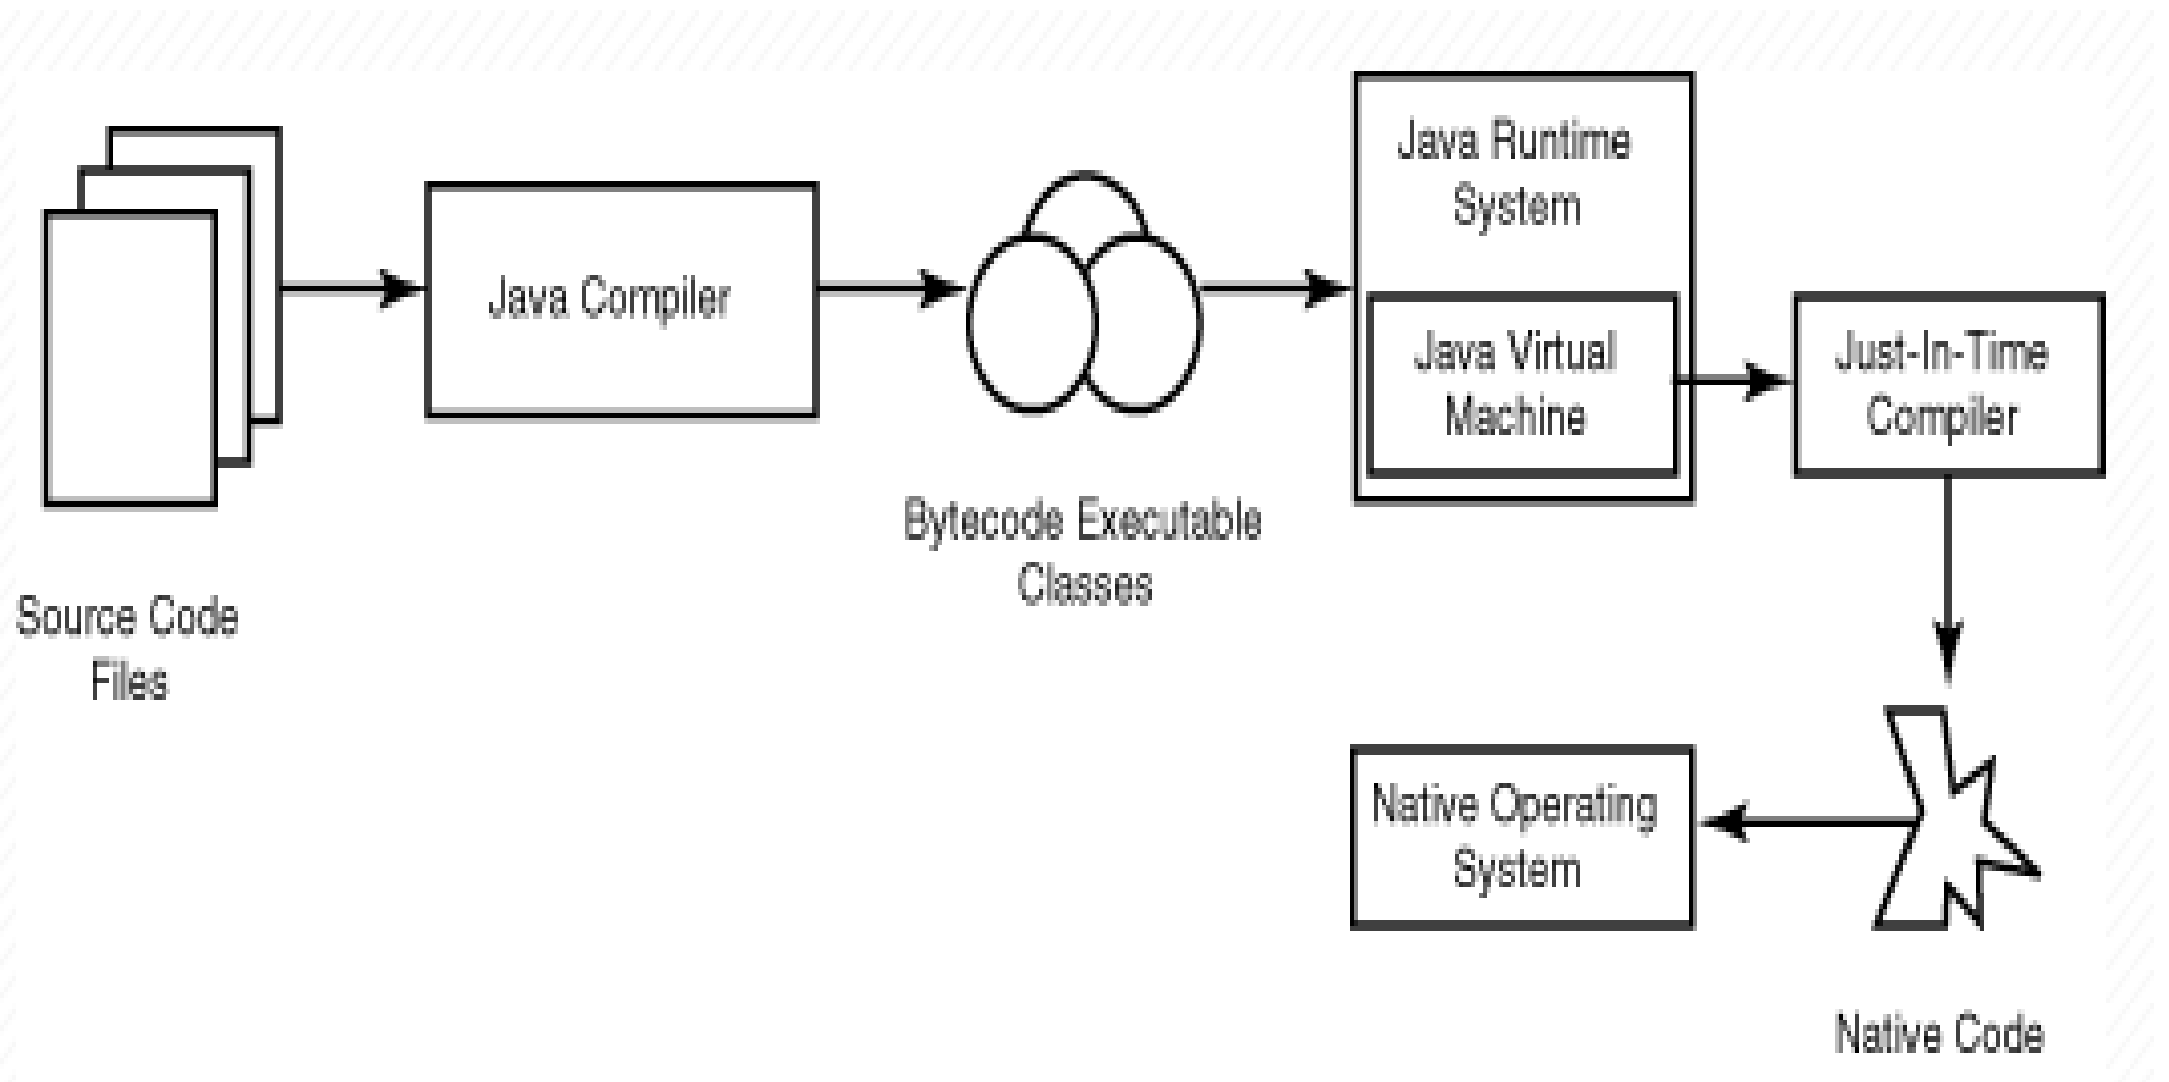 Java Runtime
System
Java Compiler
Java Virtual
Machine
Just-In-Time
Compiler
Bytecode Executable
Classes
Source Code
Files
Native Operating
System
Native Code